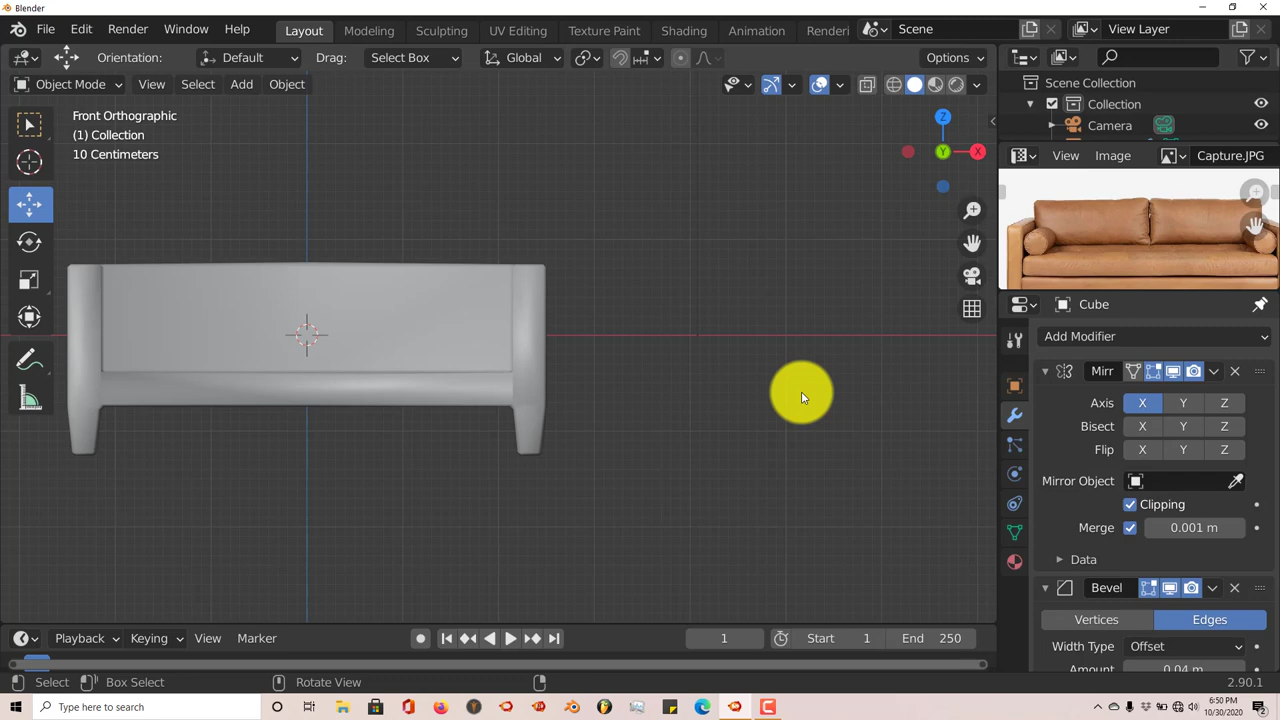 Blender
File Edit Render Window Help Layout Modeling Sculpting UV Editing Texture Paint Shading Animation Renderi Scene View Layer
Orientation: Default Drag: Select Box Global Options
Object Mode View Select Add Object
Scene Collection
Collection
Camera
Front Orthographic
(1) Collection
10 Centimeters
Z
Y
X
View Image Capture.JPG
Cube
Add Modifier
Mirr
Axis X Y Z
Bisect X Y Z
Flip X Y Z
Mirror Object
Clipping
Merge 0.001 m
Data
Bevel
Vertices Edges
Width Type Offset
Amount 0.04 m
Playback Keying View Marker 1 Start 1 End 250
Select Box Select Rotate View 2.90.1
Type here to search
6:50 PM
10/30/2020
2